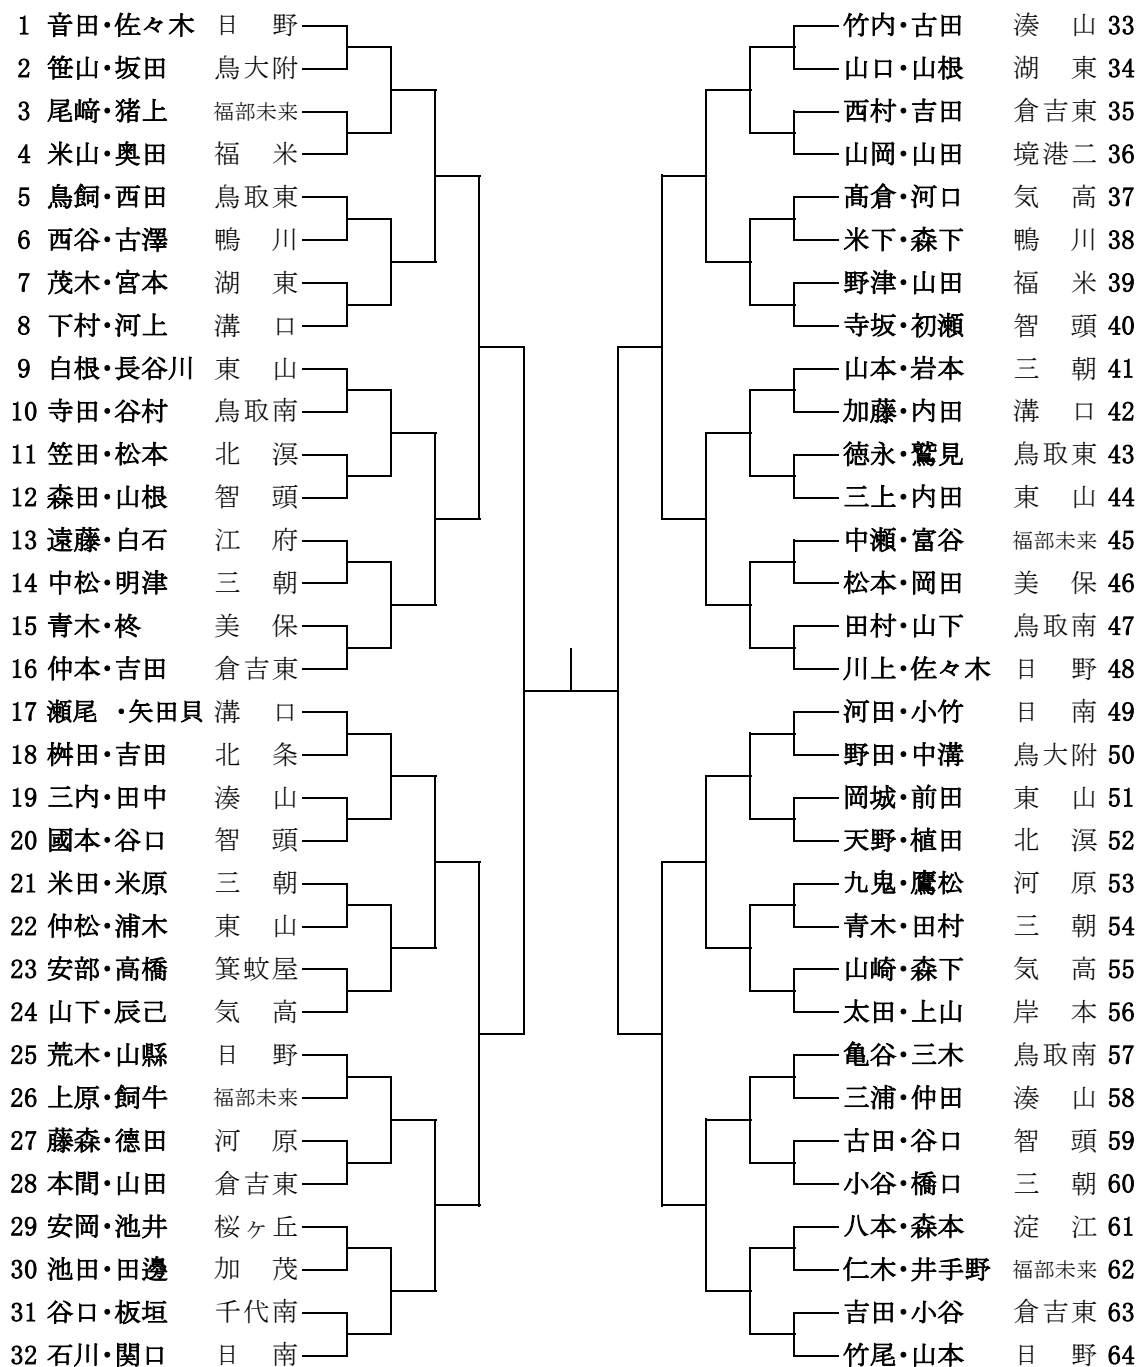 1 音田・佐々木 日 野
2 笹山・坂田 鳥大附
3 尾﨑・猪上 福部未来
4 米山・奥田 福 米
5 鳥飼・西田 鳥取東
6 西谷・古澤 鴨 川
7 茂木・宮本 湖 東
8 下村・河上 溝 口
9 白根・長谷川 東 山
10 寺田・谷村 鳥取南
11 笠田・松本 北 溟
12 森田・山根 智 頭
13 遠藤・白石 江 府
14 中松・明津 三 朝
15 青木・柊 美 保
16 仲本・吉田 倉吉東
17 瀬尾 ・矢田貝 溝 口
18 桝田・吉田 北 条
19 三内・田中 湊 山
20 國本・谷口 智 頭
21 米田・米原 三 朝
22 仲松・浦木 東 山
23 安部・高橋 箕蚊屋
24 山下・辰己 気 高
25 荒木・山縣 日 野
26 上原・飼牛 福部未来
27 藤森・德田 河 原
28 本間・山田 倉吉東
29 安岡・池井 桜ヶ丘
30 池田・田邊 加 茂
31 谷口・板垣 千代南
32 石川・関口 日 南
竹内・古田 湊 山 33
山口・山根 湖 東 34
西村・吉田 倉吉東 35
山岡・山田 境港二 36
髙倉・河口 気 高 37
米下・森下 鴨 川 38
野津・山田 福 米 39
寺坂・初瀬 智 頭 40
山本・岩本 三 朝 41
加藤・内田 溝 口 42
徳永・鷲見 鳥取東 43
三上・内田 東 山 44
中瀬・富谷 福部未来 45
松本・岡田 美 保 46
田村・山下 鳥取南 47
川上・佐々木 日 野 48
河田・小竹 日 南 49
野田・中溝 鳥大附 50
岡城・前田 東 山 51
天野・植田 北 溟 52
九鬼・鷹松 河 原 53
青木・田村 三 朝 54
山崎・森下 気 高 55
太田・上山 岸 本 56
亀谷・三木 鳥取南 57
三浦・仲田 湊 山 58
古田・谷口 智 頭 59
小谷・橋口 三 朝 60
八本・森本 淀 江 61
仁木・井手野 福部未来 62
吉田・小谷 倉吉東 63
竹尾・山本 日 野 64